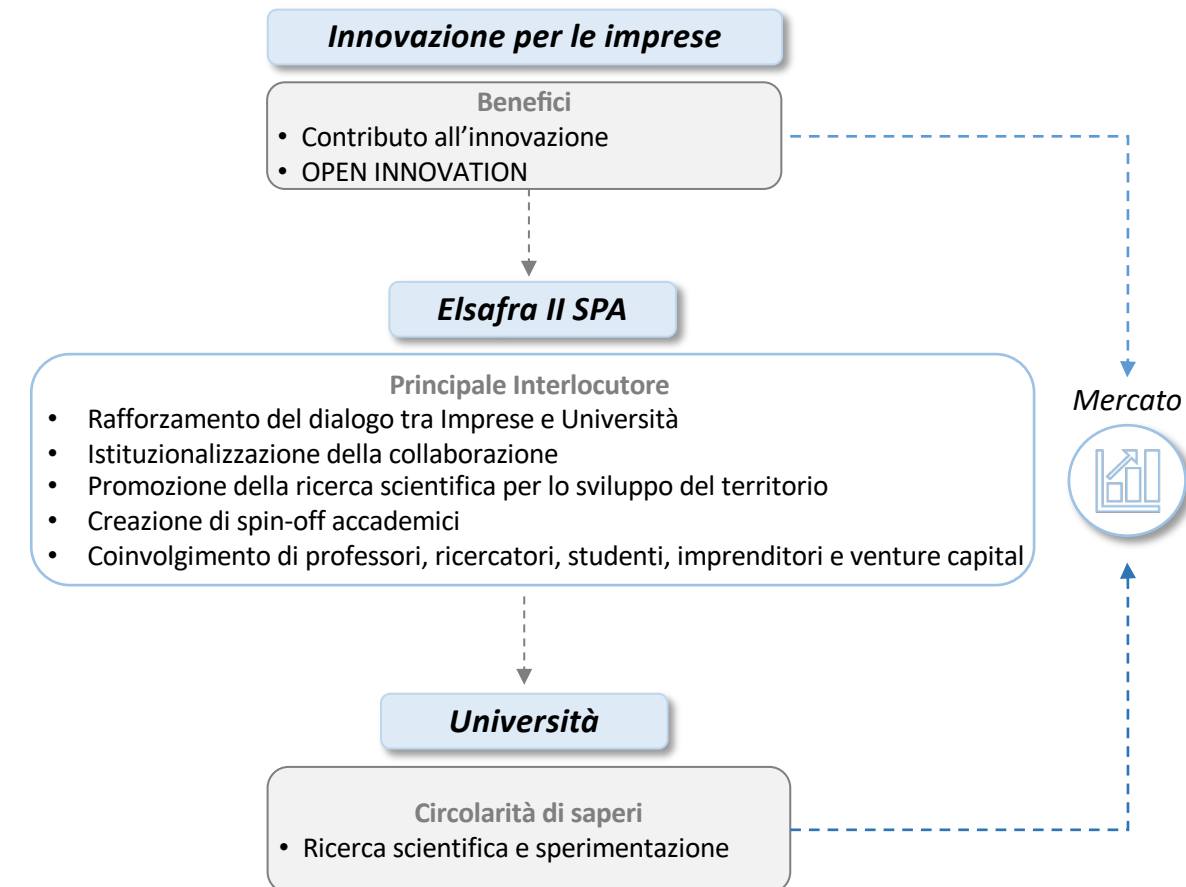 Innovazione per le imprese
Benefici
• Contributo all’innovazione
• OPEN INNOVATION
Elsafra II SPA
Principale Interlocutore
• Rafforzamento del dialogo tra Imprese e Università
• Istituzionalizzazione della collaborazione
• Promozione della ricerca scientifica per lo sviluppo del territorio
• Creazione di spin-off accademici
• Coinvolgimento di professori, ricercatori, studenti, imprenditori e venture capital
Mercato
Università
Circolarità di saperi
• Ricerca scientifica e sperimentazione